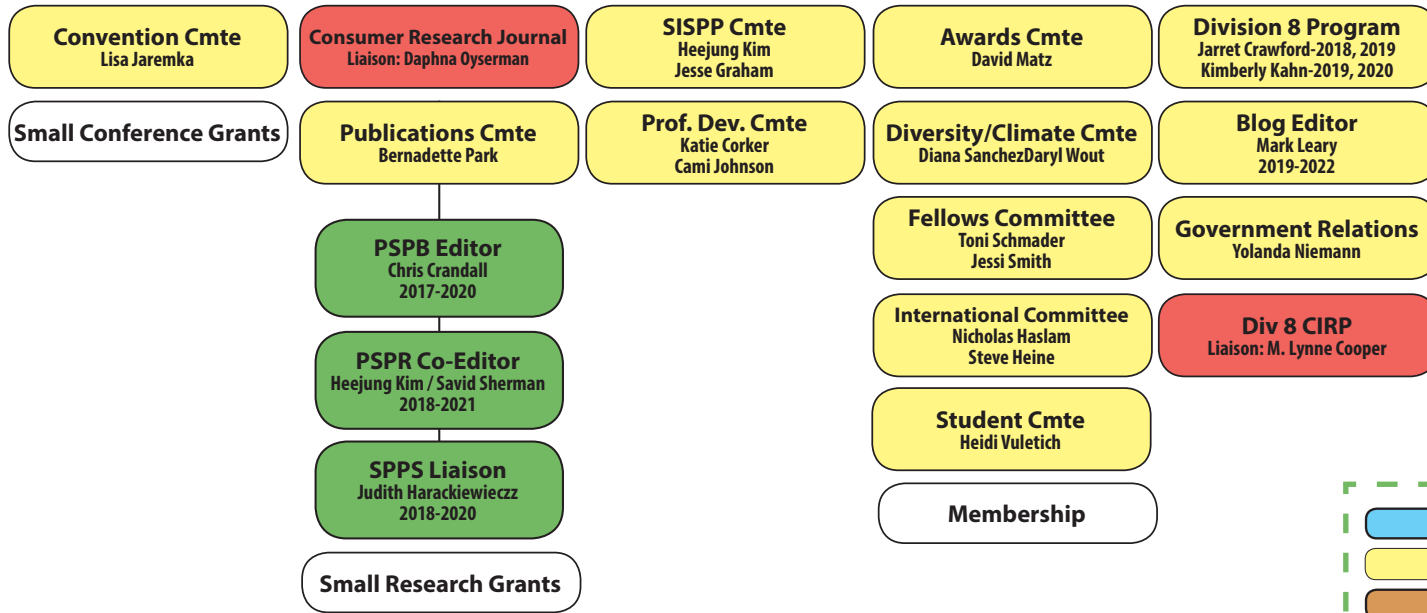 Convention Cmte
Lisa Jaremka
Small Conference Grants
Consumer Research Journal
Liaison: Daphna Oyserman
Publications Cmte
Bernadette Park
PSPB Editor
Chris Crandall
2017-2020
PSPR Co-Editor
Heejung Kim / Savid Sherman
2018-2021
SPPS Liaison
Judith Harackiewieczz
2018-2020
Small Research Grants
SISPP Cmte
Heejung Kim
Jesse Graham
Prof. Dev. Cmte
Katie Corker
Cami Johnson
Awards Cmte
David Matz
Diversity/Climate Cmte
Diana SanchezDaryl Wout
Fellows Committee
Toni Schmader
Jessi Smith
International Committee
Nicholas Haslam
Steve Heine
Student Cmte
Heidi Vuletich
Membership
Division 8 Program
Jarret Crawford-2018, 2019
Kimberly Kahn-2019, 2020
Blog Editor
Mark Leary
2019-2022
Government Relations
Yolanda Niemann
Div 8 CIRP
Liaison: M. Lynne Cooper